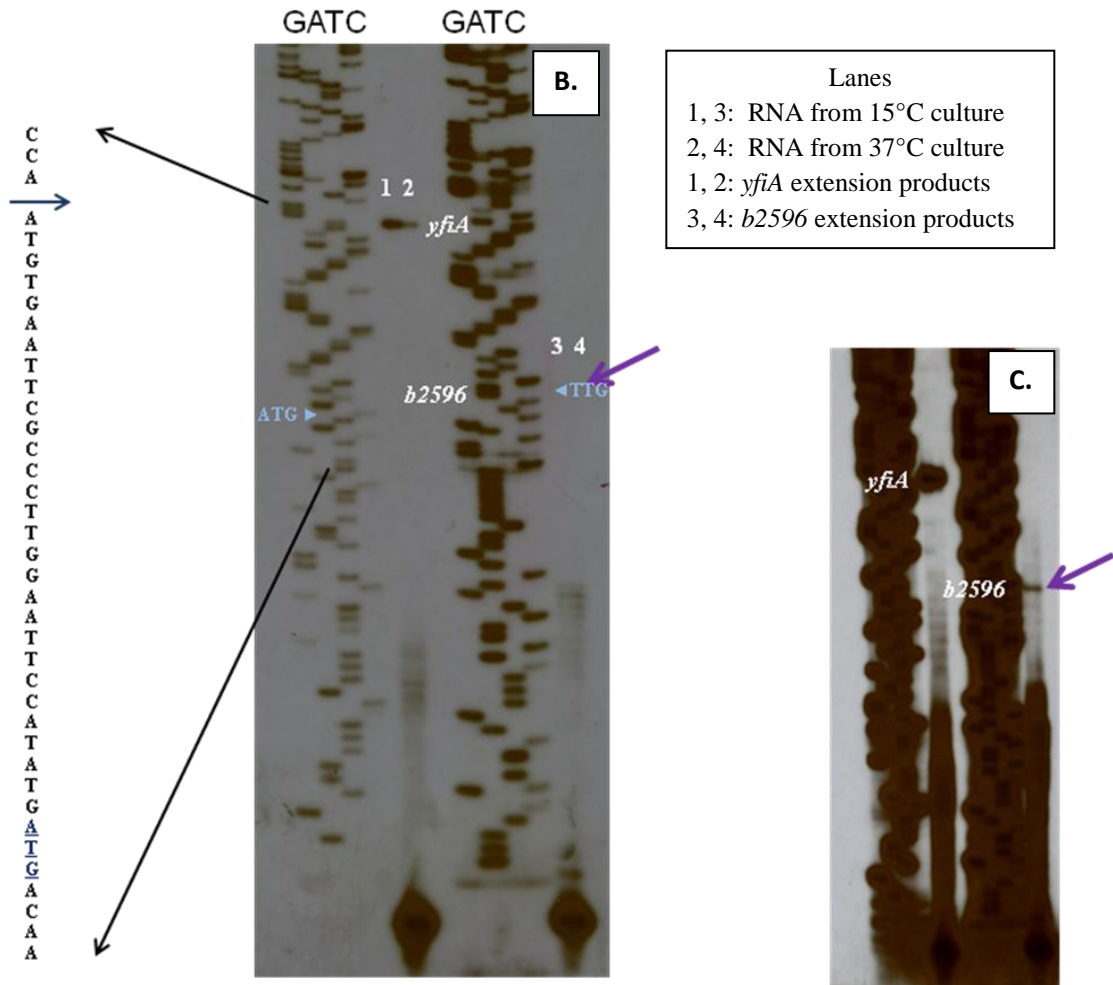 GATC GATC
B.
Lanes
1, 3: RNA from 15°C culture
2, 4: RNA from 37°C culture
1, 2: yfiA extension products
3, 4: b2596 extension products
C
C
A
A
T
G
T
G
A
A
T
T
C
G
C
C
C
T
T
G
G
A
A
T
T
C
C
A
T
A
T
G
A
T
G
A
C
A
A
1 2
yfiA
3 4
b2596
◄TTG
ATG►
C.
yfiA
b2596